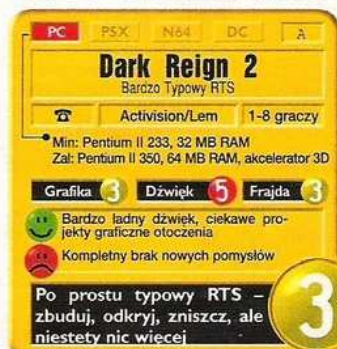 PC PSX N64 DC A
Dark Reign 2
Bardzo Typowy RTS
Activision/Lem 1-8 graczy
Min: Pentium II 233, 32 MB RAM
Zal: Pentium II 350, 64 MB RAM, akcelerator 3D
Grafika 3 Dźwięk 5 Frajda 3
Bardzo ładny dźwięk, ciekawe pro-
jekty graficzne otoczenia
Kompletny brak nowych pomysłów
Po prostu typowy RTS –
zbuduj, odkryj, zniszcz, ale
niestety nic więcej
3